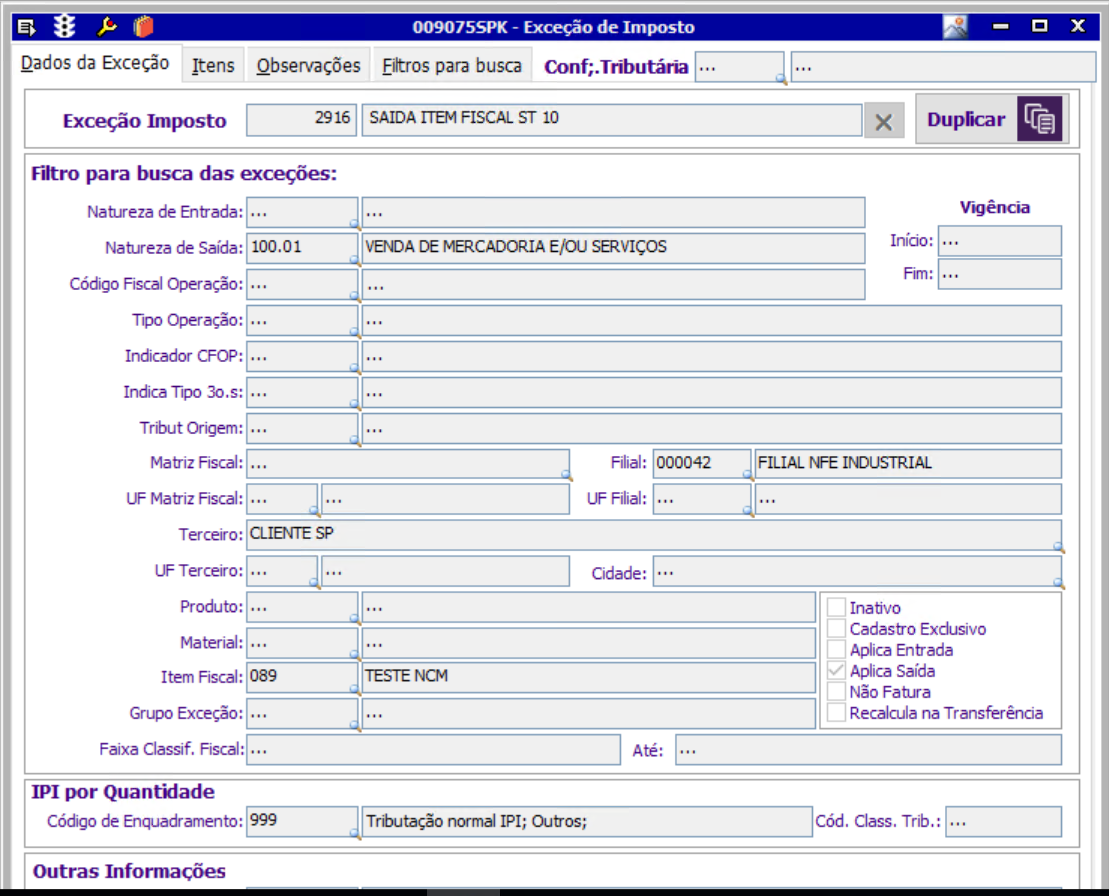 009075SPK - Exceção de Imposto
Dados da Exceção Itens Observações Filtros para busca Conf;.Tributária ... ...
Exceção Imposto 2916 SAIDA ITEM FISCAL ST 10 Duplicar
Filtro para busca das exceções:
Natureza de Entrada: ... ... Vigência
Natureza de Saída: 100.01 VENDA DE MERCADORIA E/OU SERVIÇOS Início: ...
Código Fiscal Operação: ... ... Fim: ...
Tipo Operação: ... ...
Indicador CFOP: ... ...
Indica Tipo 3o.s: ... ...
Tribut Origem: ... ...
Matriz Fiscal: ... Filial: 000042 FILIAL NFE INDUSTRIAL
UF Matriz Fiscal: ... ... UF Filial: ... ...
Terceiro: CLIENTE SP
UF Terceiro: ... ... Cidade: ...
Produto: ... ... Inativo
Cadastro Exclusivo
Material: ... ... Aplica Entrada
Item Fiscal: 089 TESTE NCM Aplica Saída
Não Fatura
Grupo Exceção: ... ... Recalcula na Transferência
Faixa Classif. Fiscal: ... Até: ...
IPI por Quantidade
Código de Enquadramento: 999 Tributação normal IPI; Outros; Cód. Class. Trib.: ...
Outras Informações